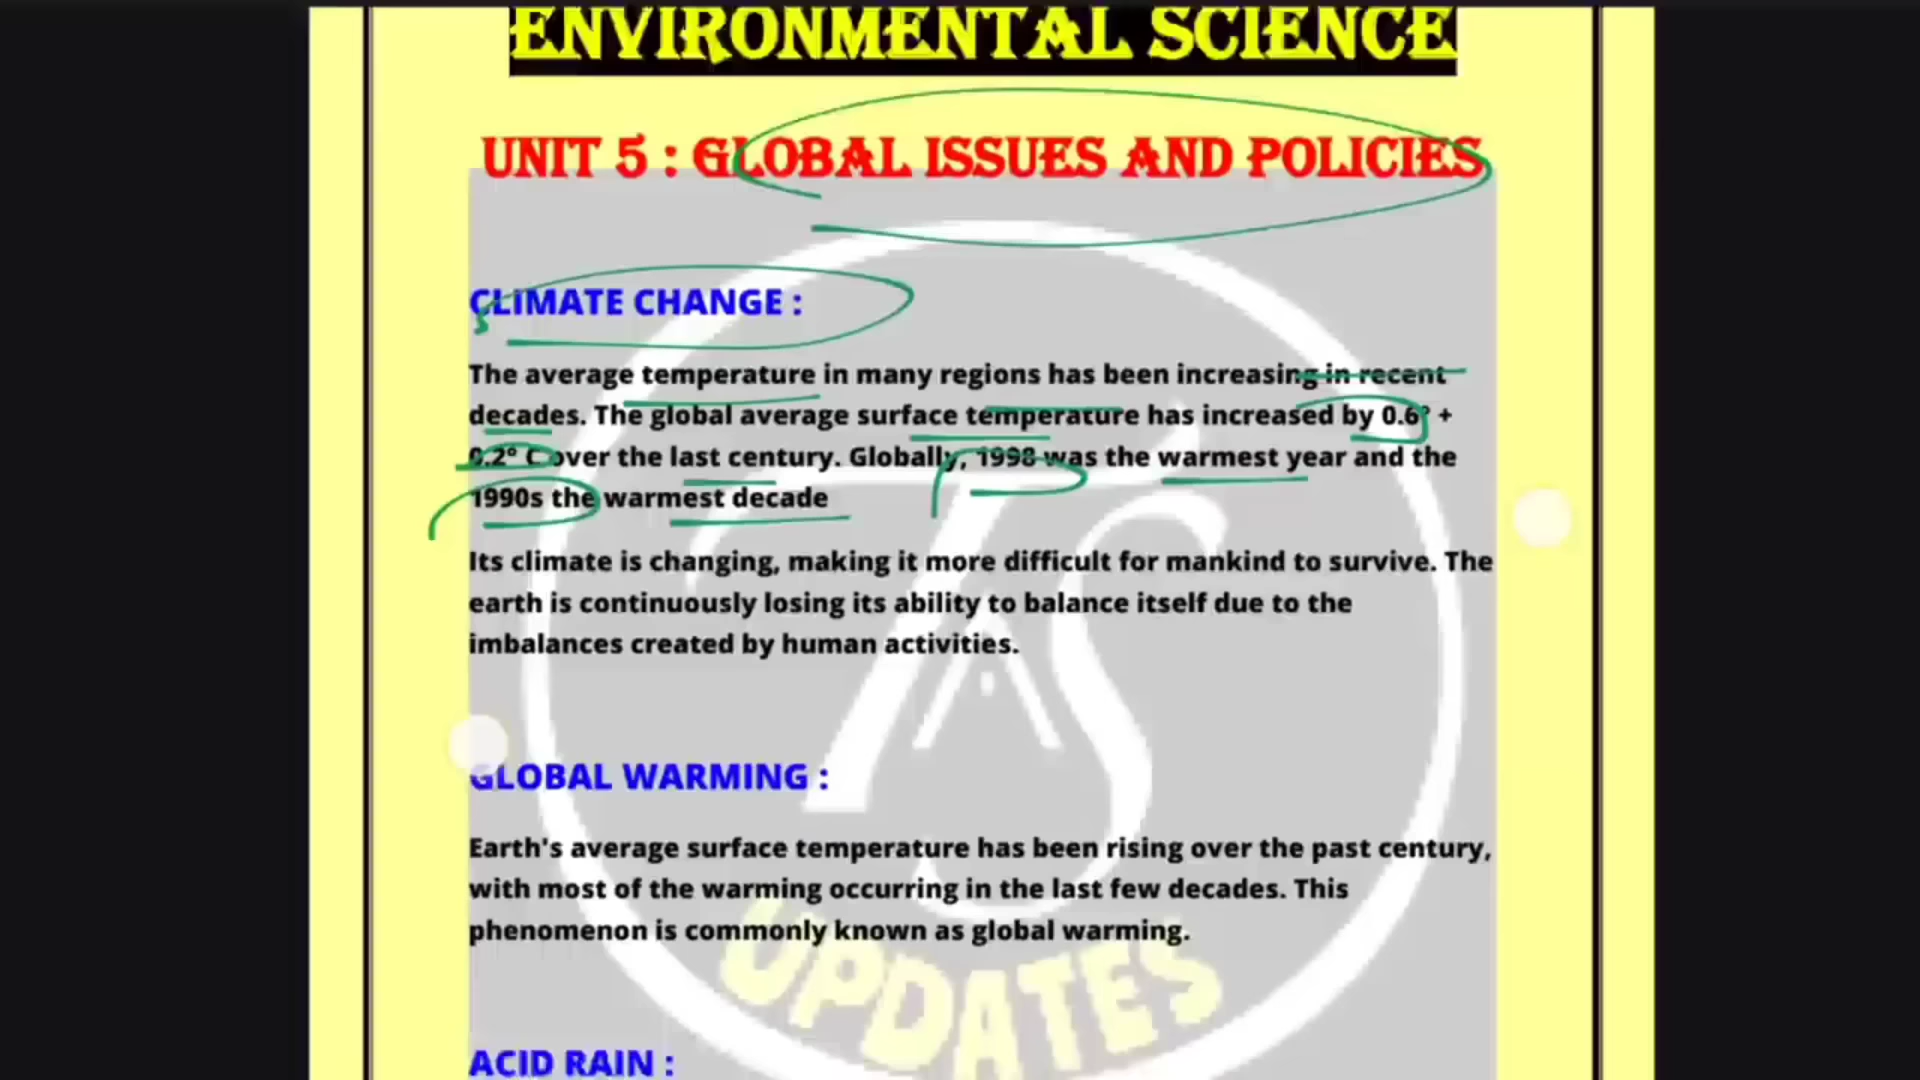 ENVIRONMENTAL SCIENCE
UNIT 5 : GLOBAL ISSUES AND POLICIES
CLIMATE CHANGE :
The average temperature in many regions has been increasing in recent
decades. The global average surface temperature has increased by 0.6° +
0.2° C over the last century. Globally, 1998 was the warmest year and the
1990s the warmest decade
Its climate is changing, making it more difficult for mankind to survive. The
earth is continuously losing its ability to balance itself due to the
imbalances created by human activities.
GLOBAL WARMING :
Earth's average surface temperature has been rising over the past century,
with most of the warming occurring in the last few decades. This
phenomenon is commonly known as global warming.
UPDATES
ACID RAIN :